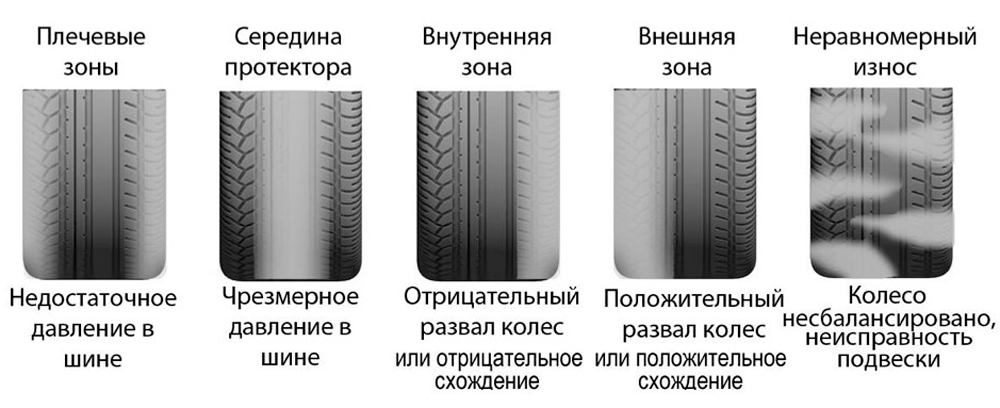 Плечевые
зоны
Недостаточное
давление в
шине
Середина
протектора
Чрезмерное
давление в
шине
Внутренняя
зона
Отрицательный
развал колес
или отрицательное
схождение
Внешняя
зона
Положительный
развал колес
или положительное
схождение
Неравномерный
износ
Колесо
несбалансировано,
неисправность
подвески